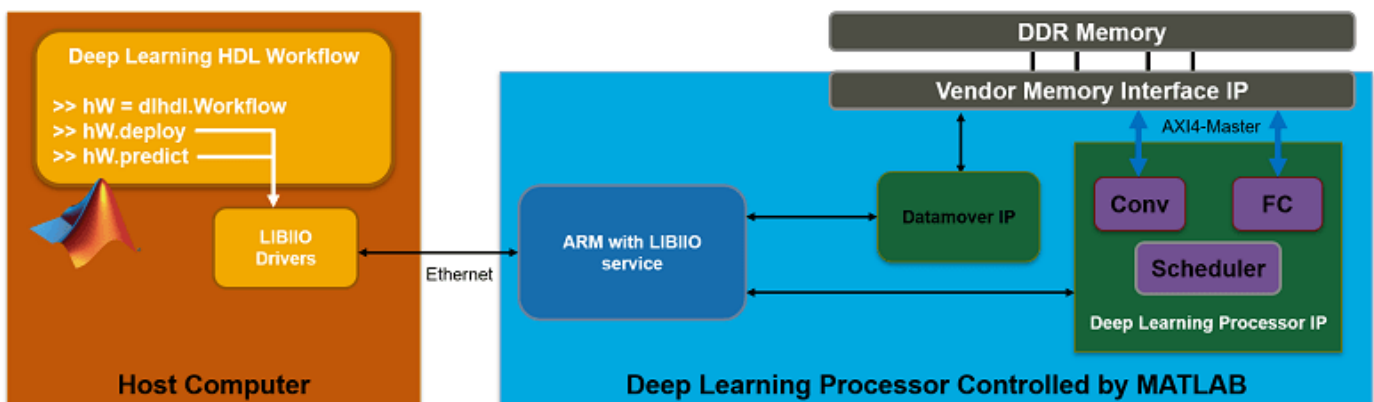 Deep Learning HDL Workflow
>> hW = dlhdl.Workflow
>> hW.deploy
>> hW.predict
LIBIIO
Drivers
Host Computer
Ethernet
ARM with LIBIIO
service
Datamover IP
DDR Memory
Vendor Memory Interface IP
AXI4-Master
Conv
FC
Scheduler
Deep Learning Processor IP
Deep Learning Processor Controlled by MATLAB